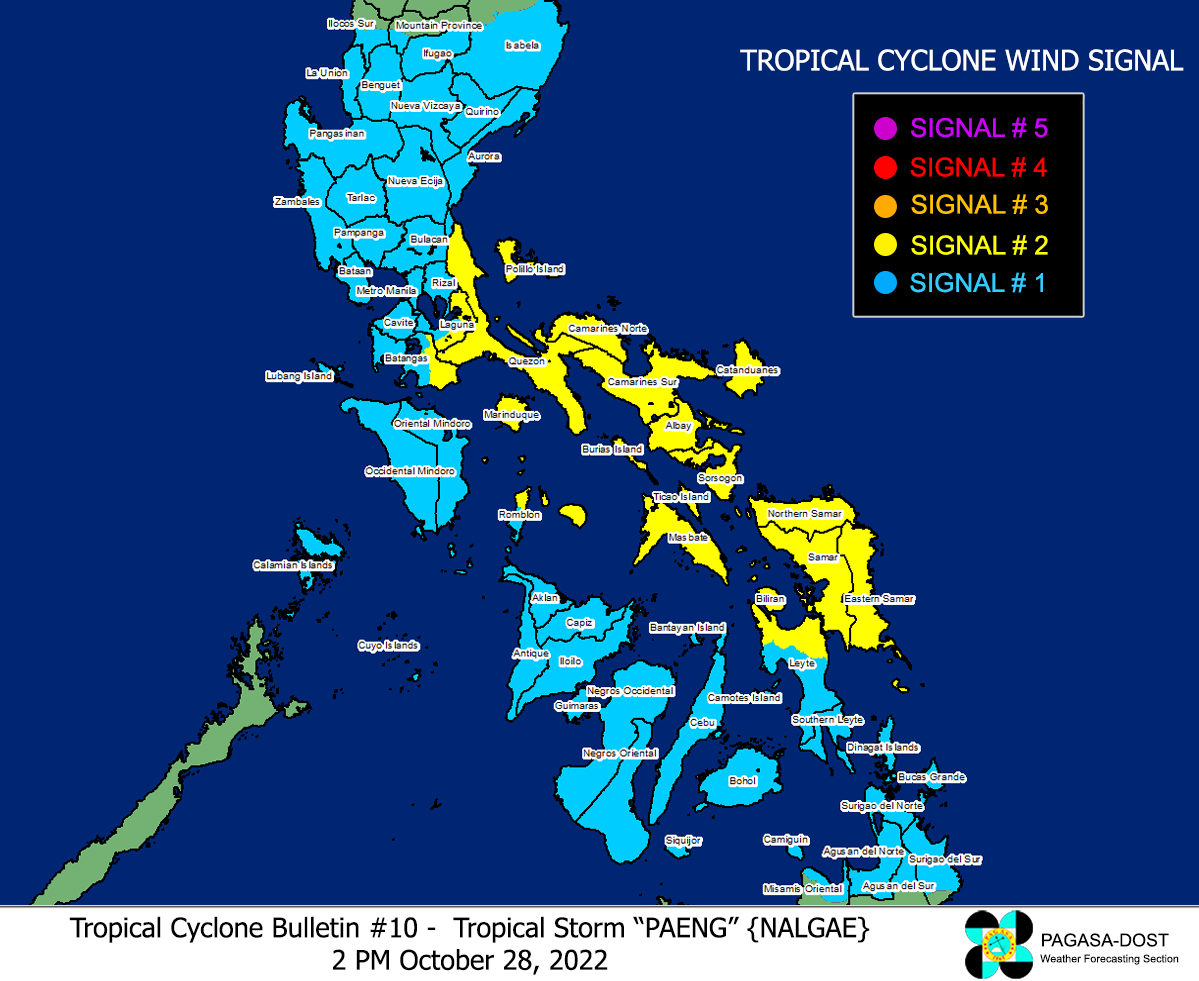 Ilocos Sur
Mountain Province
Isabela
Ifugao
La Union
Benguet
Nueva Vizcaya
Quirino
Pangasinan
Aurora
Nueva Ecija
Tarlac
Zambales
Pampanga
Bulacan
Bataan
Polillo Island
Rizal
Metro Manila
Cavite
Laguna
Camarines Norte
Batangas
Quezon
Lubang Island
Catanduanes
Camarines Sur
Marinduque
Oriental Mindoro
Albay
Burias Island
Occidental Mindoro
Sorsogon
Ticao Island
Romblon
Northern Samar
Masbate
Samar
Calamian Islands
Aklan
Biliran
Eastern Samar
Capiz
Bantayan Island
Cuyo Islands
Antique
Iloilo
Leyte
Negros Occidental
Camotes Island
Guimaras
Cebu
Southern Leyte
Dinagat Islands
Negros Oriental
Bohol
Bucas Grande
Surigao del Norte
Siquijor
Camiguin
Agusan del Norte
Surigao del Sur
Misamis Oriental
Agusan del Sur
TROPICAL CYCLONE WIND SIGNAL
SIGNAL # 5
SIGNAL # 4
SIGNAL # 3
SIGNAL # 2
SIGNAL # 1
Tropical Cyclone Bulletin #10 - Tropical Storm “PAENG” {NALGAE}
2 PM October 28, 2022
PAGASA-DOST
Weather Forecasting Section